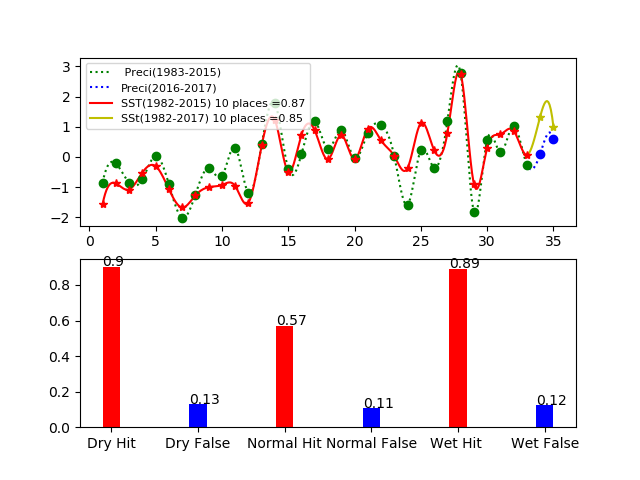 3
2
1
0
−1
−2
Preci(1983-2015)
Preci(2016-2017)
SST(1982-2015) 10 places =0.87
SSt(1982-2017) 10 places =0.85
0 5 10 15 20 25 30 35
0.8
0.6
0.4
0.2
0.0
0.9 0.13 0.57 0.11 0.89 0.12
Dry Hit Dry False Normal Hit Normal False Wet Hit Wet False